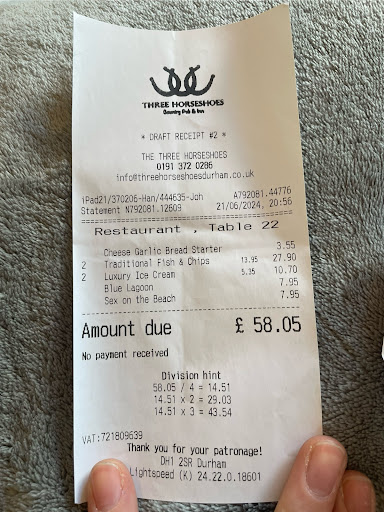 THREE HORSESHOES
Country Pub & Inn
* DRAFT RECEIPT #2 *
THE THREE HORSESHOES
0191 372 0286
info@threehorseshoesdurham.co.uk
iPad21/370206-Han/444635-Joh A792081.44776
Statement N792081.12609 21/06/2024, 20:56
Restaurant , Table 22
Cheese Garlic Bread Starter 3.55
2 Traditional Fish & Chips 13.95 27.90
2 Luxury Ice Cream 5.35 10.70
Blue Lagoon 7.95
Sex on the Beach 7.95
Amount due £ 58.05
No payment received
Division hint
58.05 / 4 = 14.51
14.51 x 2 = 29.03
14.51 x 3 = 43.54
VAT:721809639
Thank you for your patronage!
DH1 2SR Durham
Lightspeed (K) 24.22.0.18601